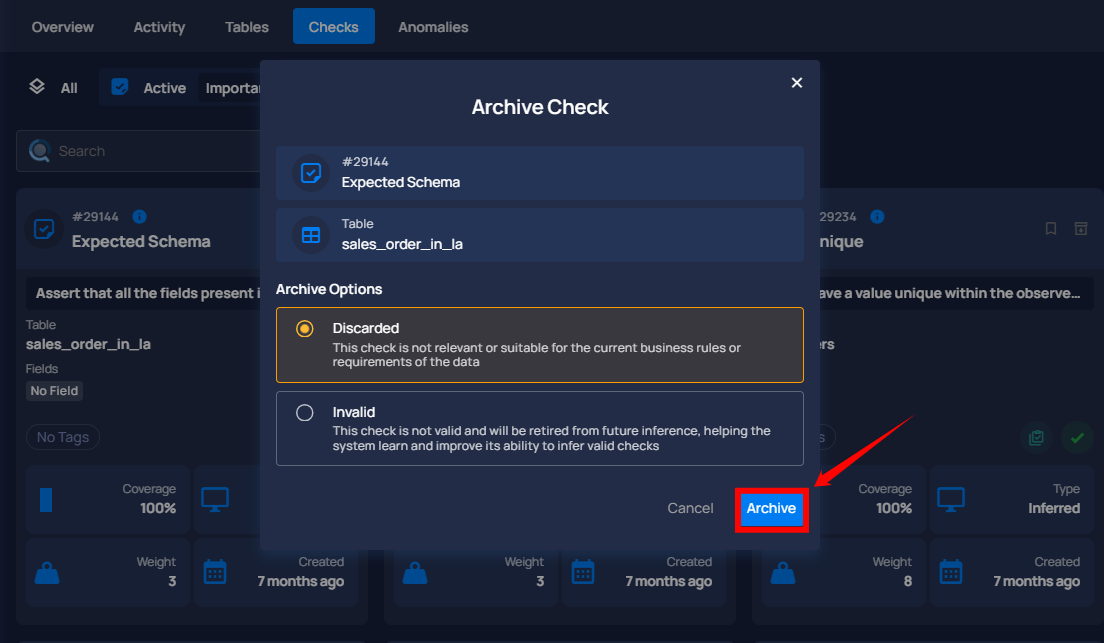 Overview Activity Tables Checks Anomalies
All Active
Search
Archive Check
#29144
Expected Schema
Table
sales_order_in_la
Archive Options
Discarded
This check is not relevant or suitable for the current business rules or
requirements of the data
Invalid
This check is not valid and will be retired from future inference, helping the
system learn and improve its ability to infer valid checks
Cancel Archive
#29144
Expected Schema
Assert that all the fields present i
Table
sales_order_in_la
Fields
No Field
No Tags
Coverage
100%
Weight
3
Created
7 months ago
Weight
3
Created
7 months ago
29234
nique
ave a value unique within the observe...
ers
s
Coverage
100%
Type
Inferred
Weight
8
Created
7 months ago